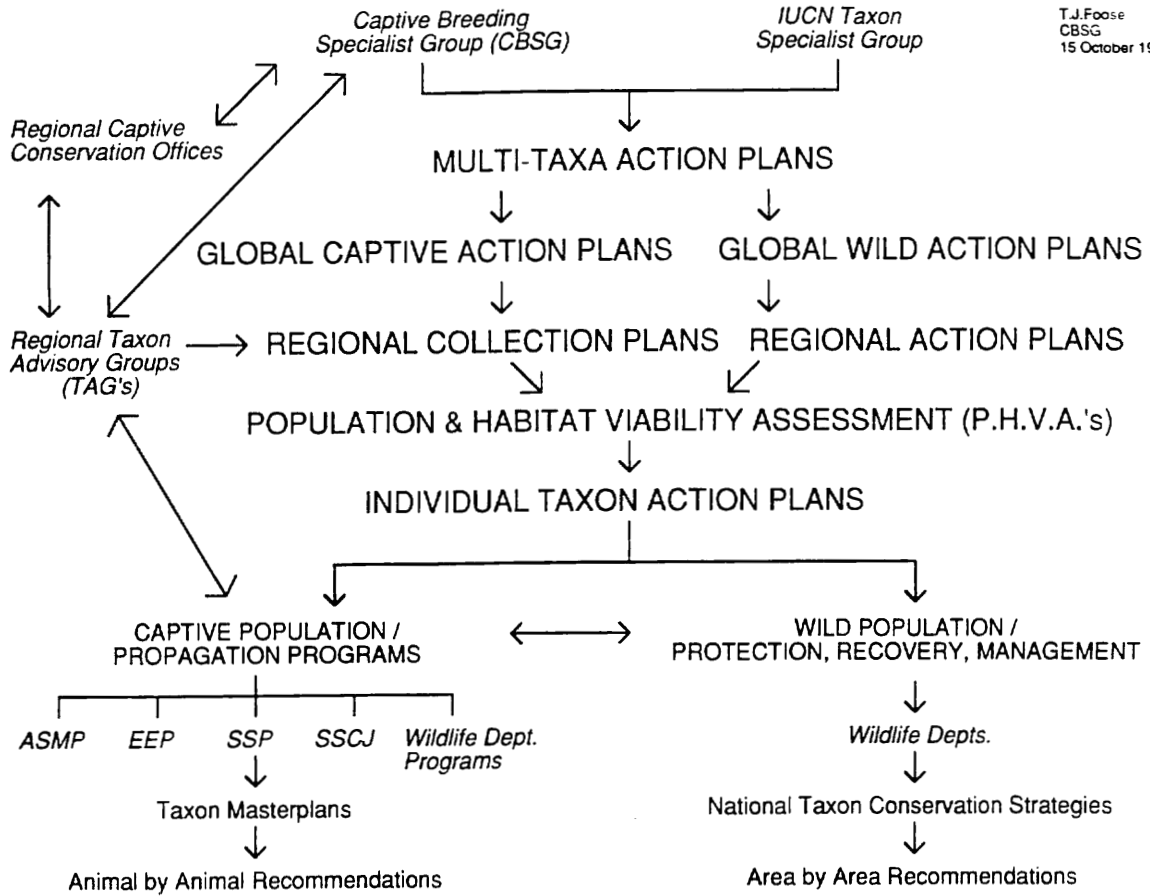 Captive Breeding
Specialist Group (CBSG)
IUCN Taxon
Specialist Group
T.J.Foose
CBSG
15 October 19
Regional Captive
Conservation Offices
MULTI-TAXA ACTION PLANS
GLOBAL CAPTIVE ACTION PLANS
GLOBAL WILD ACTION PLANS
Regional Taxon
Advisory Groups
(TAG's)
REGIONAL COLLECTION PLANS
REGIONAL ACTION PLANS
POPULATION & HABITAT VIABILITY ASSESSMENT (P.H.V.A.'s)
INDIVIDUAL TAXON ACTION PLANS
CAPTIVE POPULATION /
PROPAGATION PROGRAMS
WILD POPULATION /
PROTECTION, RECOVERY, MANAGEMENT
ASMP
EEP
SSP
SSCJ
Wildlife Dept.
Programs
Wildlife Depts.
Taxon Masterplans
National Taxon Conservation Strategies
Animal by Animal Recommendations
Area by Area Recommendations